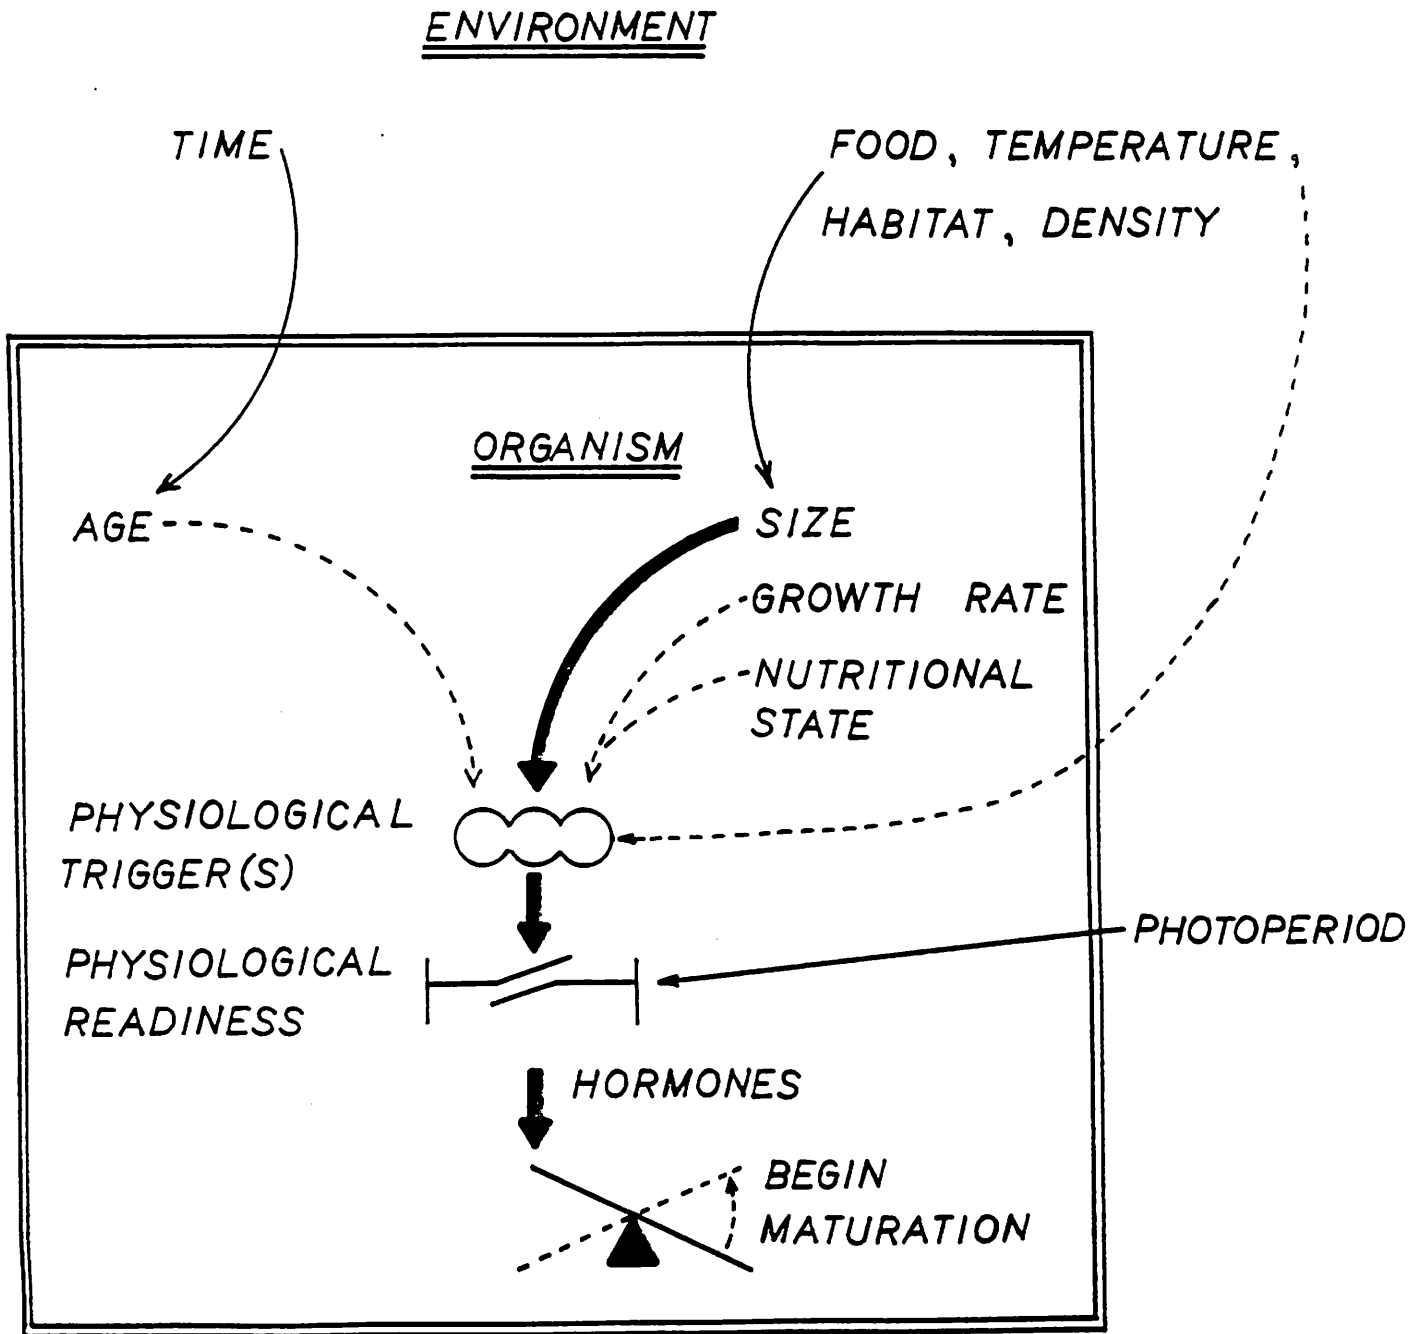 ENVIRONMENT
TIME
FOOD, TEMPERATURE,
HABITAT, DENSITY
ORGANISM
AGE
SIZE
GROWTH RATE
NUTRITIONAL
STATE
PHYSIOLOGICAL
TRIGGER(S)
PHOTOPERIOD
PHYSIOLOGICAL
READINESS
HORMONES
BEGIN
MATURATION